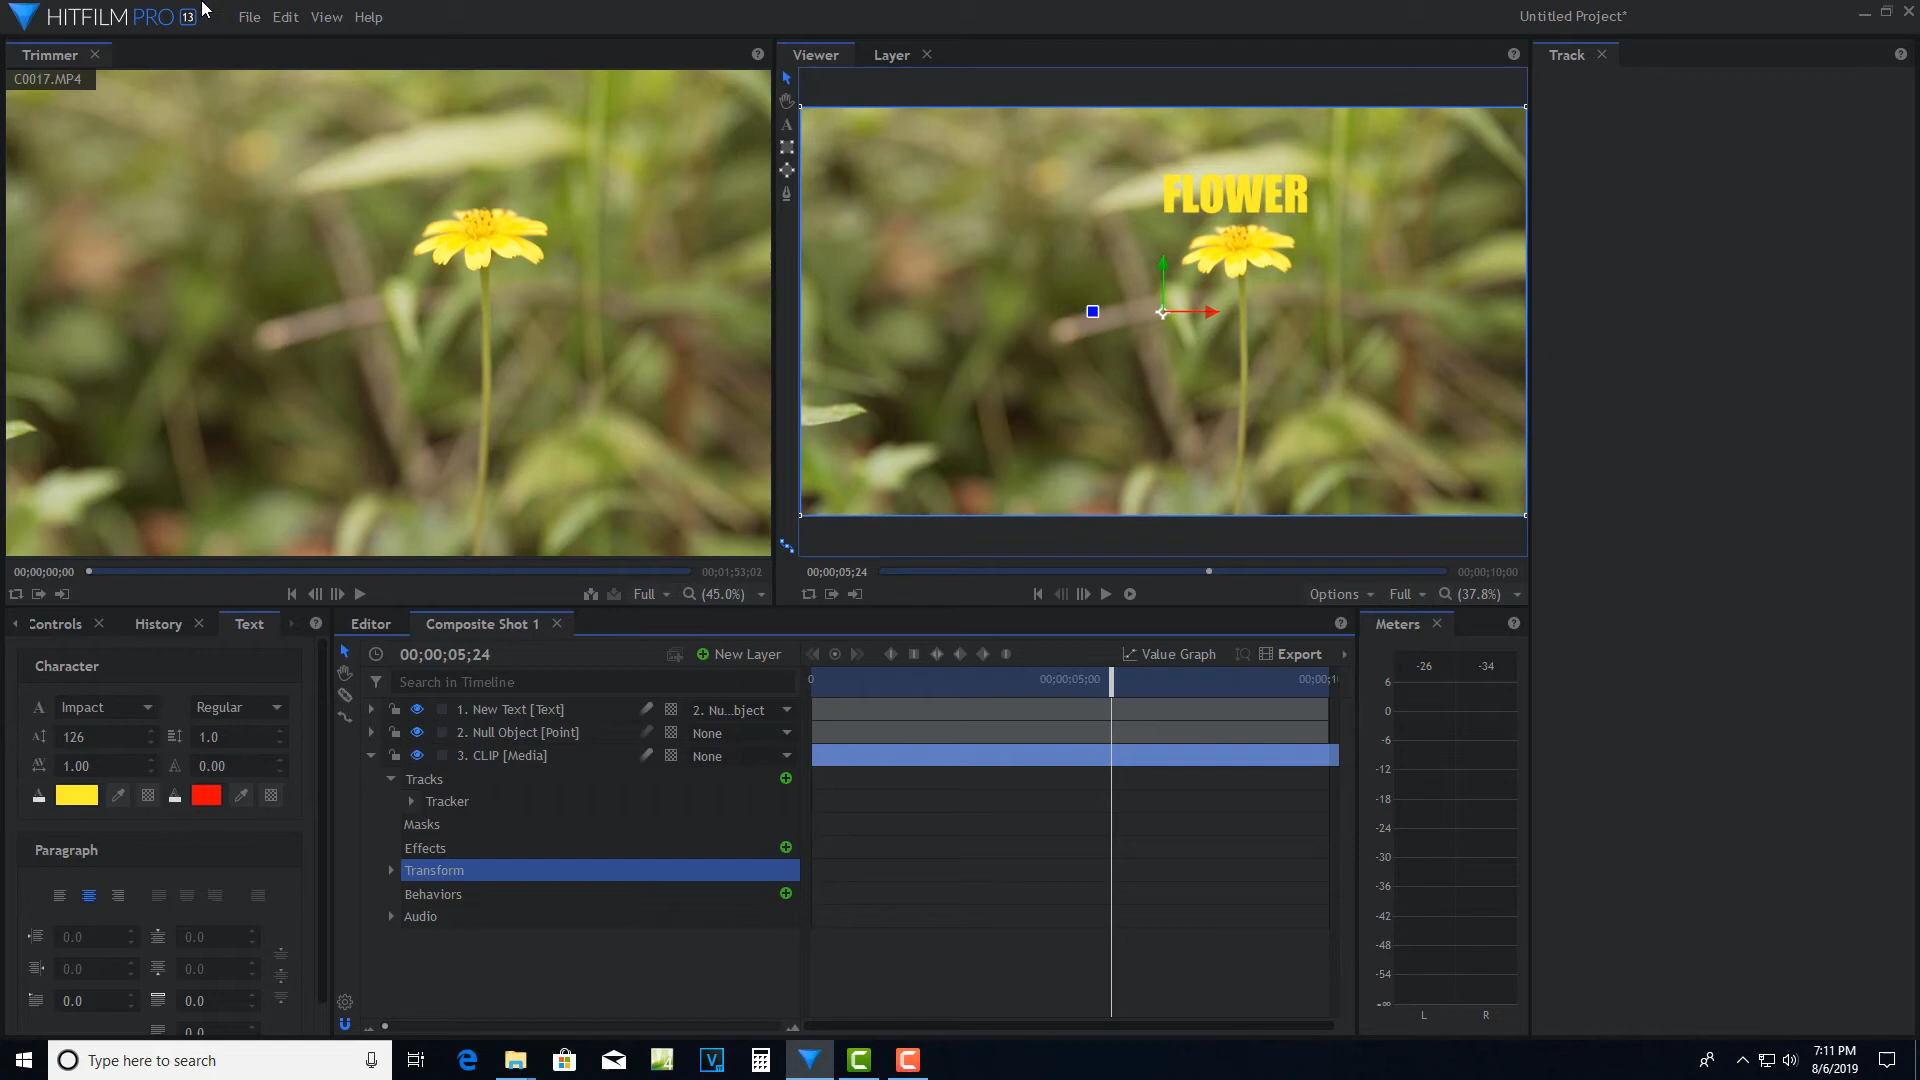 HITFILM PRO 13
File Edit View Help
Untitled Project*
Trimmer
C0017.MP4
Viewer
Layer
Track
FLOWER
00;00;00;00
00;01;53;02
Full
(45.0%)
00;00;05;24
00;00;10;00
Options
Full
(37.8%)
Controls
History
Text
Editor
Composite Shot 1
Meters
Character
Impact
Regular
126
1.0
1.00
0.00
Paragraph
0.0
0.0
0.0
0.0
0.0
0.0
00;00;05;24
New Layer
Value Graph
Export
Search in Timeline
0
00;00;05;00
1. New Text [Text]
2. Nu...bject
2. Null Object [Point]
None
3. CLIP [Media]
None
Tracks
Tracker
Masks
Effects
Transform
Behaviors
Audio
-26
-34
6
0
-6
-12
-18
-24
-30
-36
-42
-48
-54
-∞
L
R
Type here to search
7:11 PM
8/6/2019